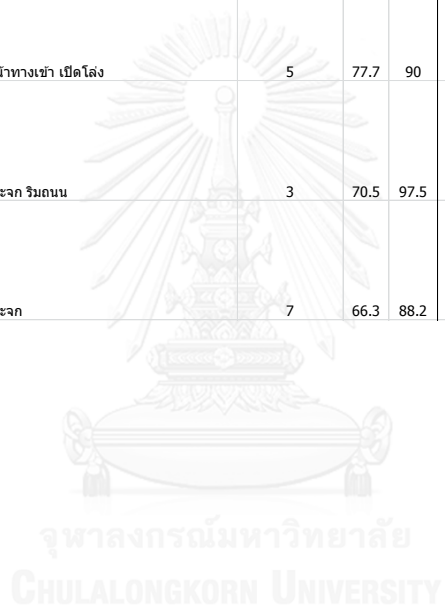 น้าทางเข้า เปิดโล่ง 5 77.7 90
ะจก ริมถนน 3 70.5 97.5
ะจก 7 66.3 88.2
จุฬาลงกรณ์มหาวิทยาลัย
CHULALONGKORN UNIVERSITY